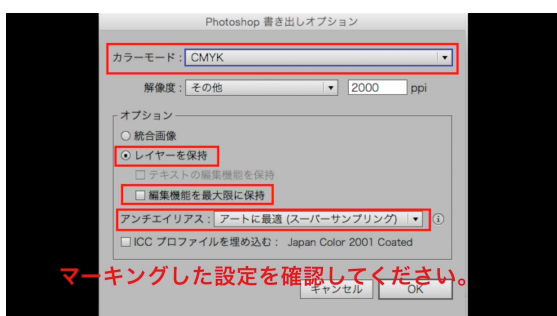 Photoshop 書き出しオプション
カラーモード： CMYK
解像度： その他 2000 ppi
オプション
統合画像
レイヤーを保持
テキストの編集機能を保持
編集機能を最大限に保持
アンチエイリアス： アートに最適 (スーパーサンプリング)
ICC プロファイルを埋め込む： Japan Color 2001 Coated
マーキングした設定を確認してください。
キャンセル OK